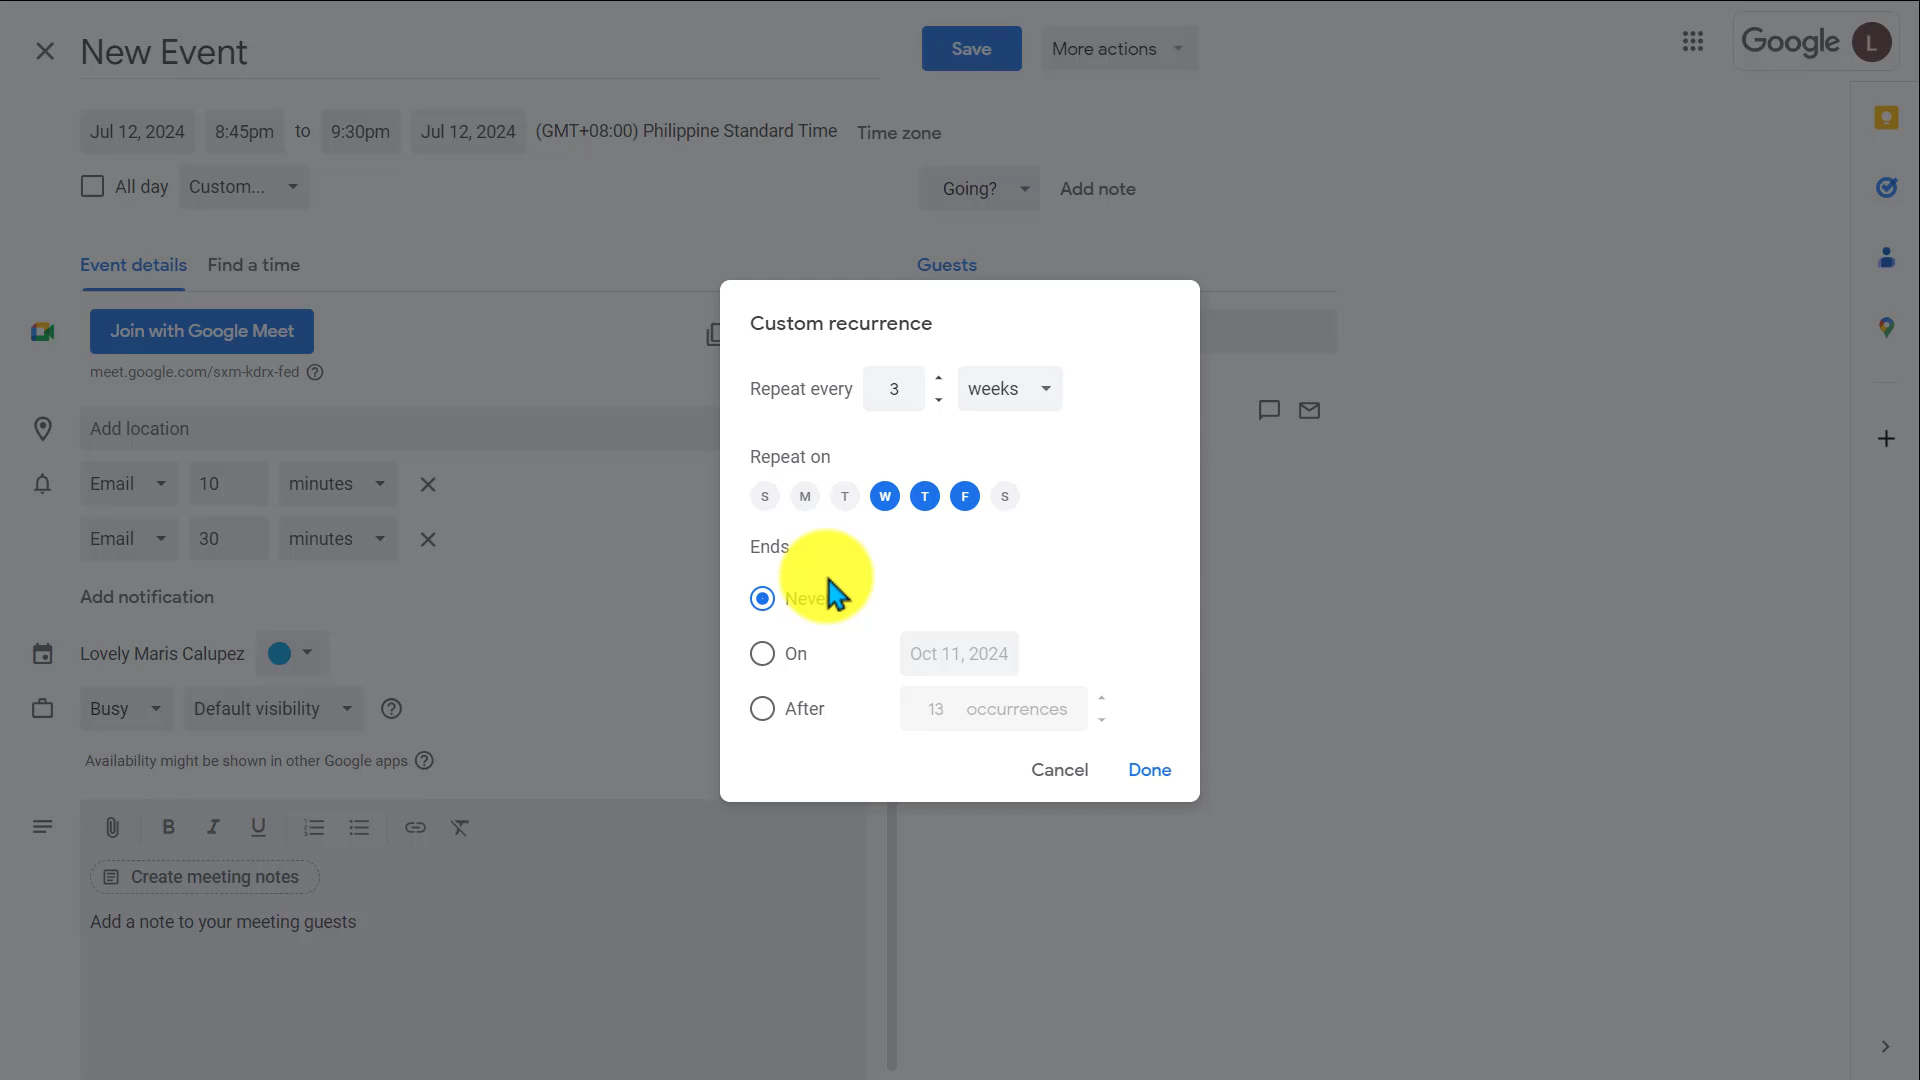 New Event
Save
More actions
Google
L
Jul 12, 2024 8:45pm to 9:30pm Jul 12, 2024 (GMT+08:00) Philippine Standard Time Time zone
All day Custom...
Going? Add note
Event details Find a time
Guests
Join with Google Meet
meet.google.com/sxm-kdrx-fed
Add location
Email 10 minutes
Email 30 minutes
Add notification
Lovely Maris Calupez
Busy Default visibility
Availability might be shown in other Google apps
B I U
Create meeting notes
Add a note to your meeting guests
Custom recurrence
Repeat every 3 weeks
Repeat on
S M T W T F S
Ends
On Oct 11, 2024
After 13 occurrences
Cancel Done